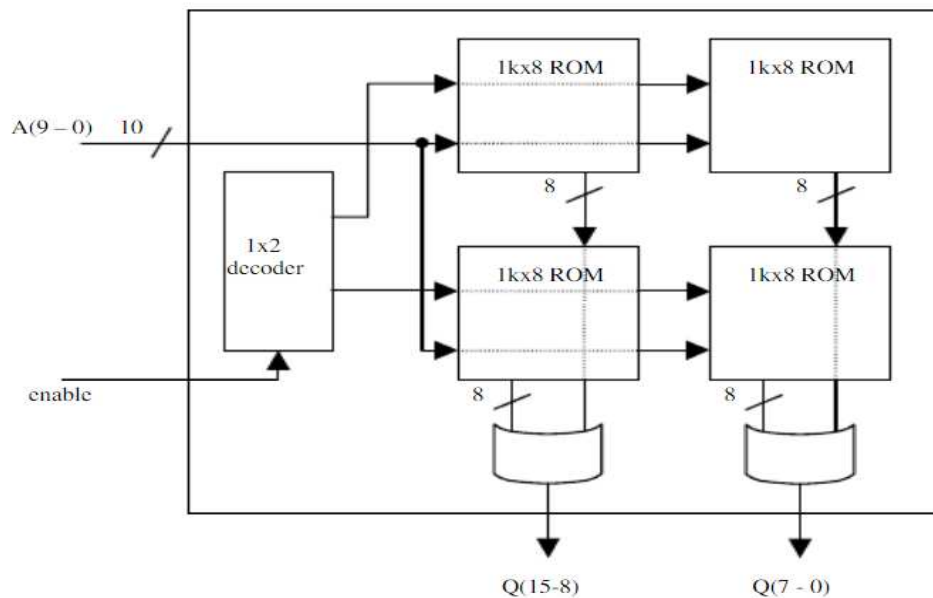 1kx8 ROM
1kx8 ROM
A(9 – 0)
10
8
8
1x2
decoder
1kx8 ROM
1kx8 ROM
enable
8
8
Q(15-8)
Q(7 - 0)